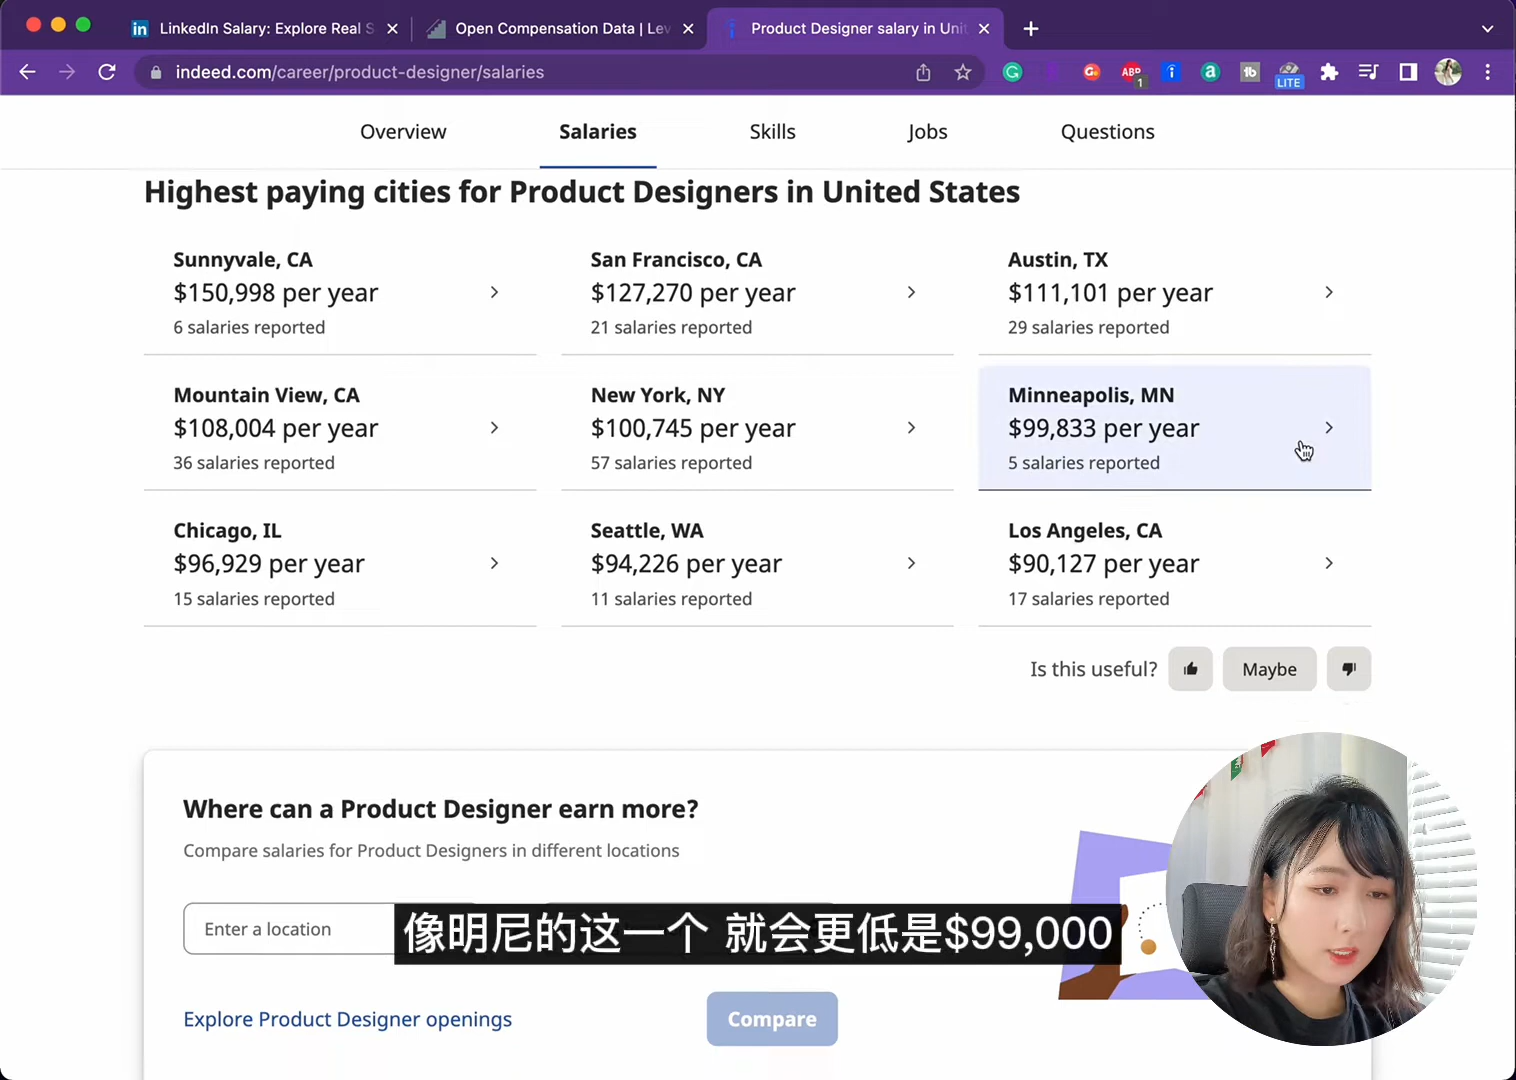 LinkedIn Salary: Explore Real S
Open Compensation Data | Lev
Product Designer salary in Unit
indeed.com/career/product-designer/salaries
ABP
1
LITE
tb
Overview
Salaries
Skills
Jobs
Questions
Highest paying cities for Product Designers in United States
Sunnyvale, CA
$150,998 per year
6 salaries reported
San Francisco, CA
$127,270 per year
21 salaries reported
Austin, TX
$111,101 per year
29 salaries reported
Mountain View, CA
$108,004 per year
36 salaries reported
New York, NY
$100,745 per year
57 salaries reported
Minneapolis, MN
$99,833 per year
5 salaries reported
Chicago, IL
$96,929 per year
15 salaries reported
Seattle, WA
$94,226 per year
11 salaries reported
Los Angeles, CA
$90,127 per year
17 salaries reported
Is this useful?
Maybe
Where can a Product Designer earn more?
Compare salaries for Product Designers in different locations
Enter a location
像明尼的这一个 就会更低是$99,000
Explore Product Designer openings
Compare